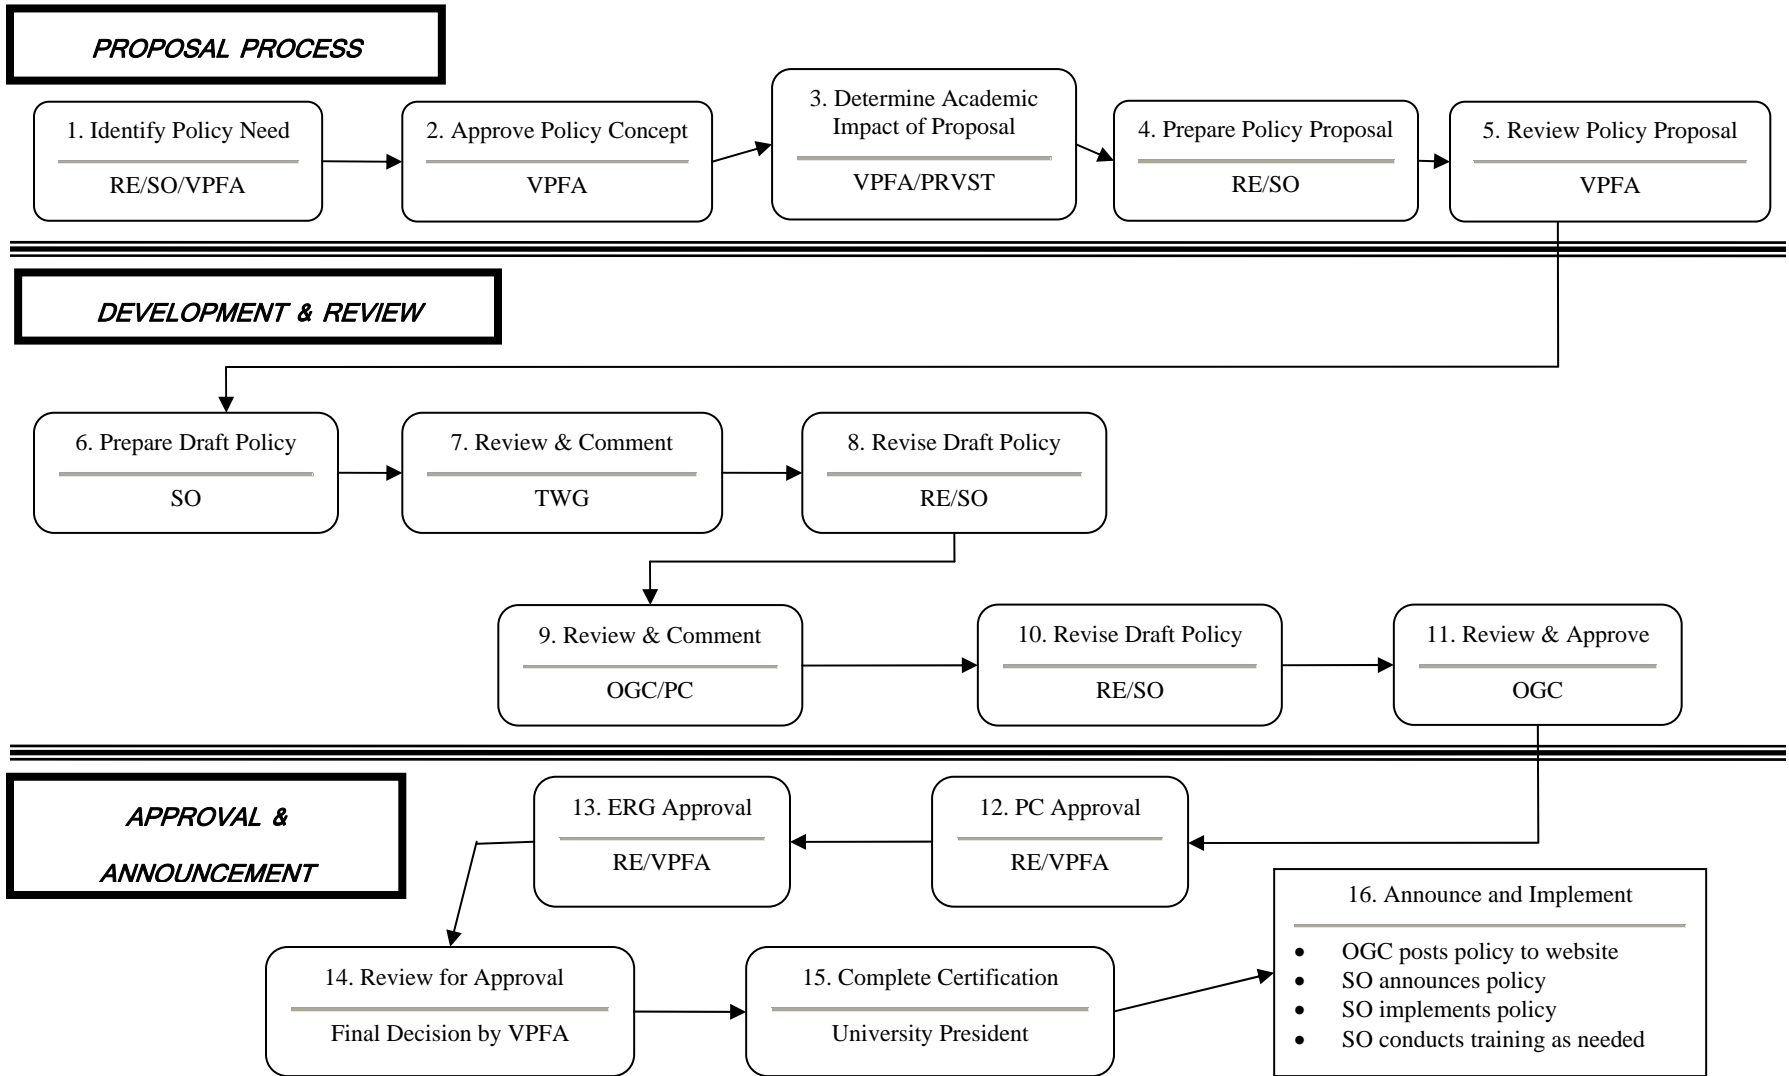 PROPOSAL PROCESS
1. Identify Policy Need
RE/SO/VPFA
2. Approve Policy Concept
VPFA
3. Determine Academic
Impact of Proposal
VPFA/PRVST
4. Prepare Policy Proposal
RE/SO
5. Review Policy Proposal
VPFA
DEVELOPMENT & REVIEW
6. Prepare Draft Policy
SO
7. Review & Comment
TWG
8. Revise Draft Policy
RE/SO
9. Review & Comment
OGC/PC
10. Revise Draft Policy
RE/SO
11. Review & Approve
OGC
APPROVAL &
ANNOUNCEMENT
12. PC Approval
RE/VPFA
13. ERG Approval
RE/VPFA
14. Review for Approval
Final Decision by VPFA
15. Complete Certification
University President
16. Announce and Implement
• OGC posts policy to website
• SO announces policy
• SO implements policy
• SO conducts training as needed